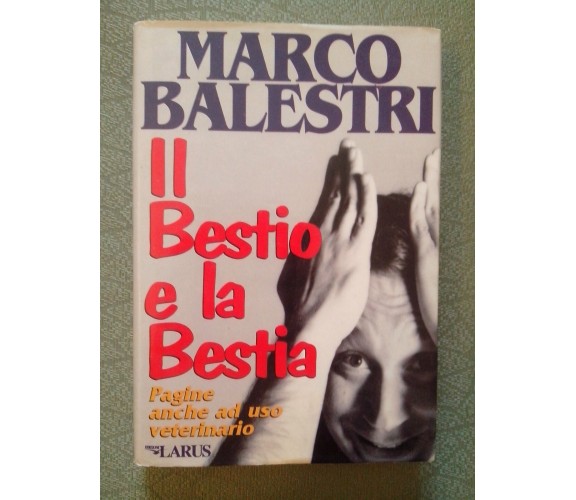 MARCO
BALESTRI
Il
Bestio
e la
Bestia
Pagine
anche ad uso
veterinario
LARUS